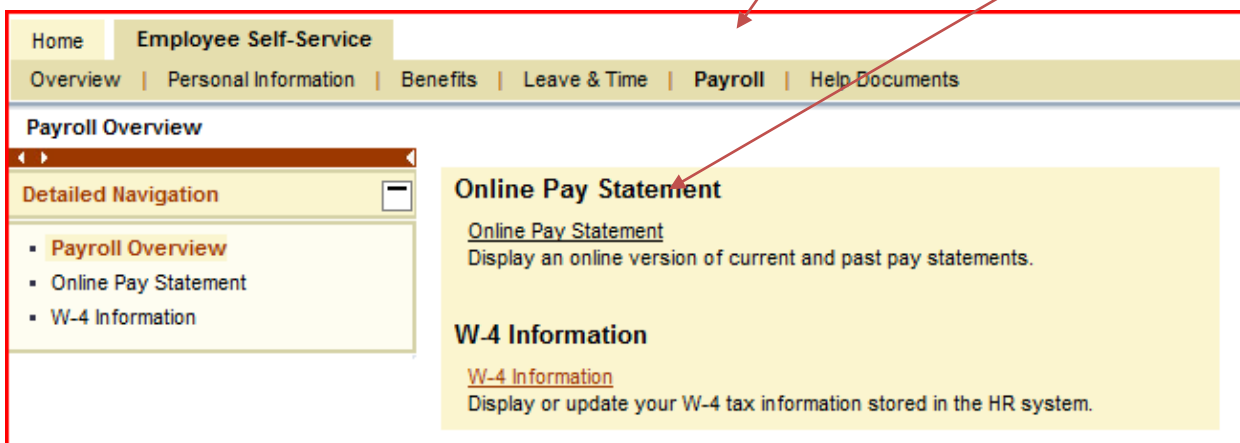 Home Employee Self-Service
Overview | Personal Information | Benefits | Leave & Time | Payroll | Help Documents
Payroll Overview
Detailed Navigation
Payroll Overview
Online Pay Statement
W-4 Information
Online Pay Statement
Online Pay Statement
Display an online version of current and past pay statements.
W-4 Information
W-4 Information
Display or update your W-4 tax information stored in the HR system.